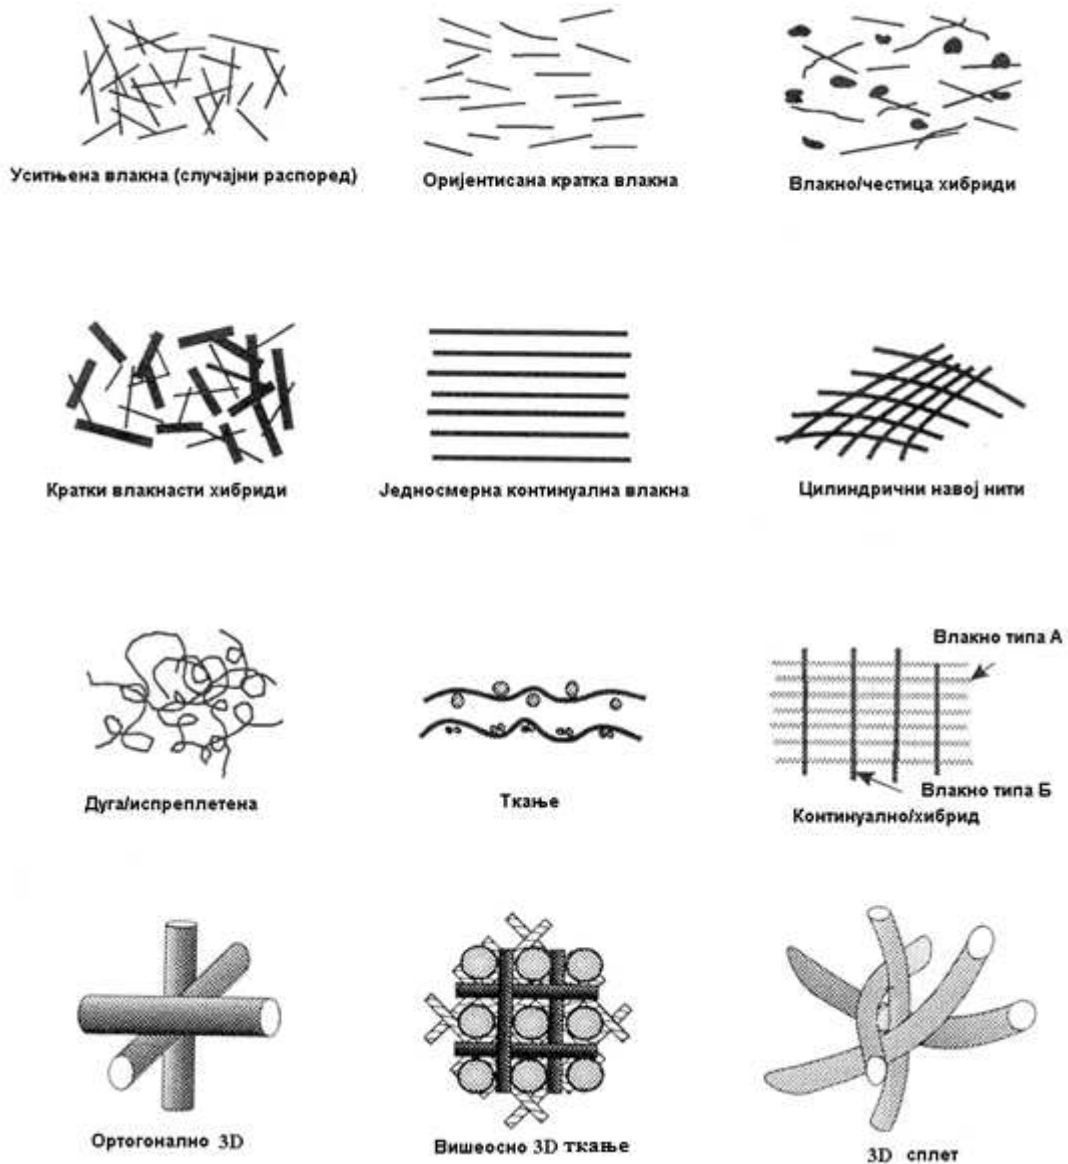 Уситњена влакна (случајни распоред)
Оријентисана кратка влакна
Влакно/честица хибриди
Кратки влакнасти хибриди
Једносмерна континуална влакна
Цилиндрични навој нити
Дуга/испреплетена
Ткање
Влакно типа А
Влакно типа Б
Континуално/хибрид
Ортогонално 3D
Вишеосно 3D ткање
3D сплет